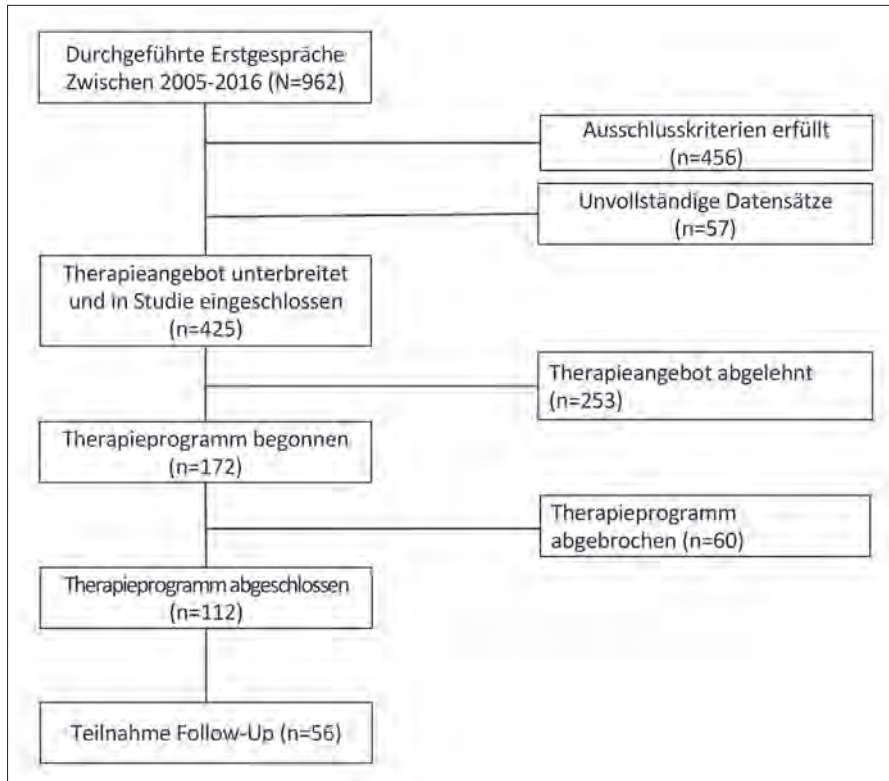 Durchgeführte Erstgespräche
Zwischen 2005-2016 (N=962)
Ausschlusskriterien erfüllt
(n=456)
Unvollständige Datensätze
(n=57)
Therapieangebot unterbreitet
und in Studie eingeschlossen
(n=425)
Therapieangebot abgelehnt
(n=253)
Therapieprogramm begonnen
(n=172)
Therapieprogramm
abgebrochen (n=60)
Therapieprogramm abgeschlossen
(n=112)
Teilnahme Follow-Up (n=56)